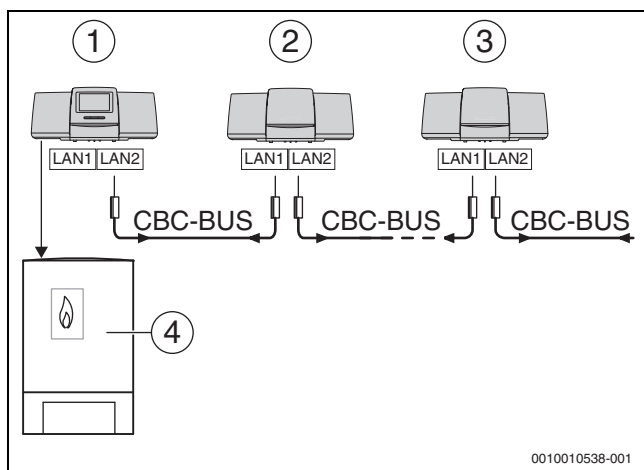 1 2 3
LAN1 LAN2 LAN1 LAN2 LAN1 LAN2
CBC-BUS CBC-BUS CBC-BUS
4
0010010538-001